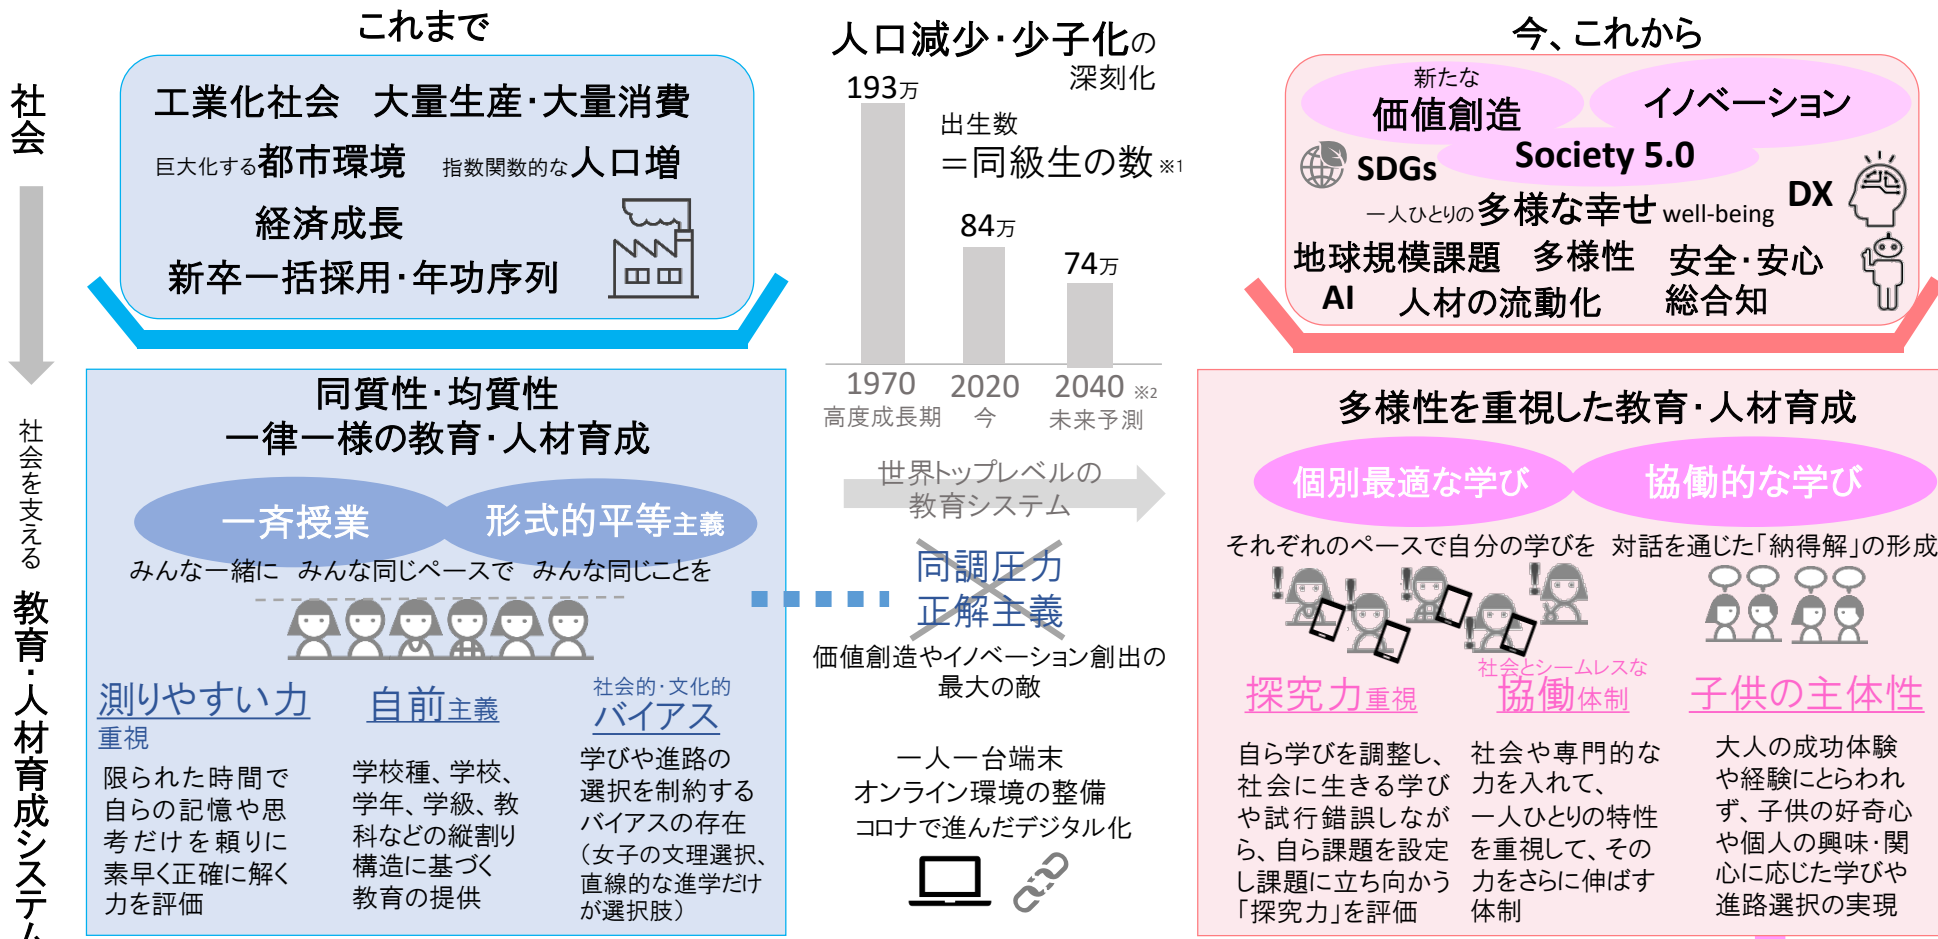 これまで
工業化社会 大量生産・大量消費
巨大化する都市環境 指数関数的な人口増
経済成長
新卒一括採用・年功序列
社会
社会を支える
教育・人材育成システム
同質性・均質性
一律一様の教育・人材育成
一斉授業 形式的平等主義
みんな一緒に みんな同じペースで みんな同じことを
測りやすい力
重視
限られた時間で
自らの記憶や思
考だけを頼りに
素早く正確に解く
力を評価
自前主義
学校種、学校、
学年、学級、教
科などの縦割り
構造に基づく
教育の提供
社会的・文化的
バイアス
学びや進路の
選択を制約する
バイアスの存在
(女子の文理選択、
直線的な進学だけ
が選択肢)
人口減少・少子化の
深刻化
193万
出生数
=同級生の数 ※1
84万
74万
1970 2020 2040 ※2
高度成長期 今 未来予測
世界トップレベルの
教育システム
同調圧力
正解主義
価値創造やイノベーション創出の
最大の敵
一人一台端末
オンライン環境の整備
コロナで進んだデジタル化
今、これから
新たな
価値創造
イノベーション
Society 5.0
SDGs
DX
一人ひとりの多様な幸せ well-being
地球規模課題 多様性 安全・安心
AI 人材の流動化 総合知
多様性を重視した教育・人材育成
個別最適な学び 協働的な学び
それぞれのペースで自分の学びを 対話を通じた「納得解」の形成
探究力重視
自ら学びを調整し、
社会に生きる学び
や試行錯誤しなが
ら、自ら課題を設定
し課題に立ち向かう
「探究力」を評価
社会とシームレスな
協働体制
社会や専門的な
力を入れて、
一人ひとりの特性
を重視して、その
力をさらに伸ばす
体制
子供の主体性
大人の成功体験
や経験にとらわれ
ず、子供の好奇心
や個人の興味・関
心に応じた学びや
進路選択の実現